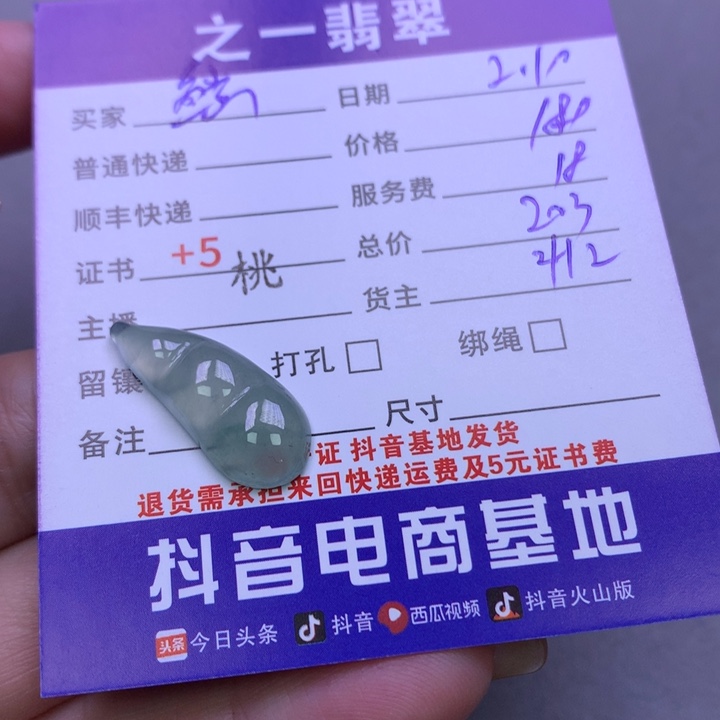 之一翡翠
买家 日期 2.10
普通快递 价格 180
顺丰快递 服务费 18
证书 +5 桃 总价 203
主播 货主 212
留镶 打孔 绑绳
备注 尺寸
证 抖音基地发货
退货需承担来回快递运费及5元证书费
抖音电商基地
头条 今日头条 抖音 西瓜视频 抖音火山版